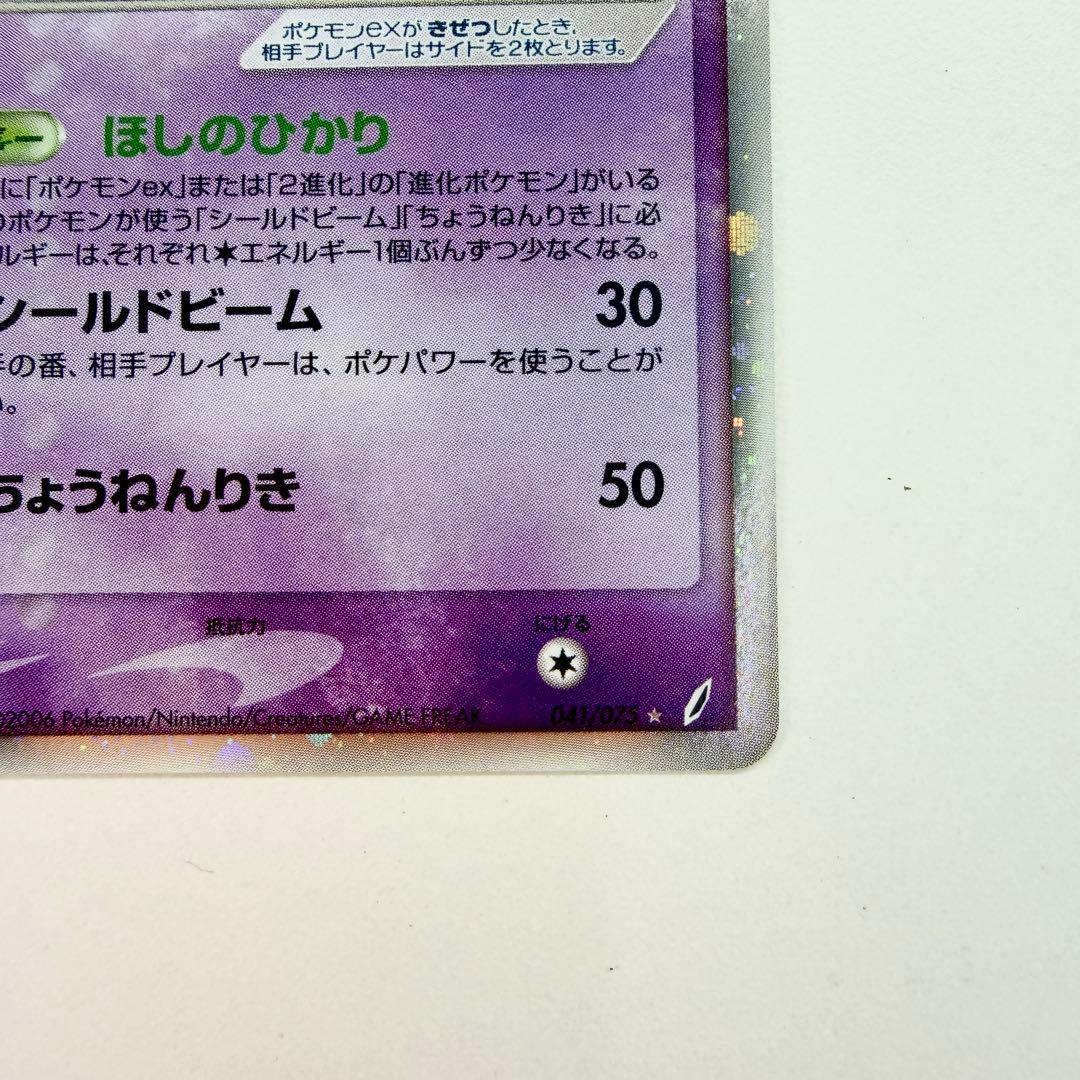 ポケモンexが きぜつしたとき、
相手プレイヤーはサイドを2枚とります。
ー ほしのひかり
に「ポケモンex」または「2進化」の「進化ポケモン」がいる
のポケモンが使う「シールドビーム」「ちょうねんりき」に必
ルギーは、それぞれ★エネルギー1個ぶんずつ少なくなる。
シールドビーム 30
手の番、相手プレイヤーは、ポケパワーを使うことが
い。
ちょうねんりき 50
抵抗力 にげる
©2006 Pokémon/Nintendo/Creatures/GAME FREAK 041/075 ★